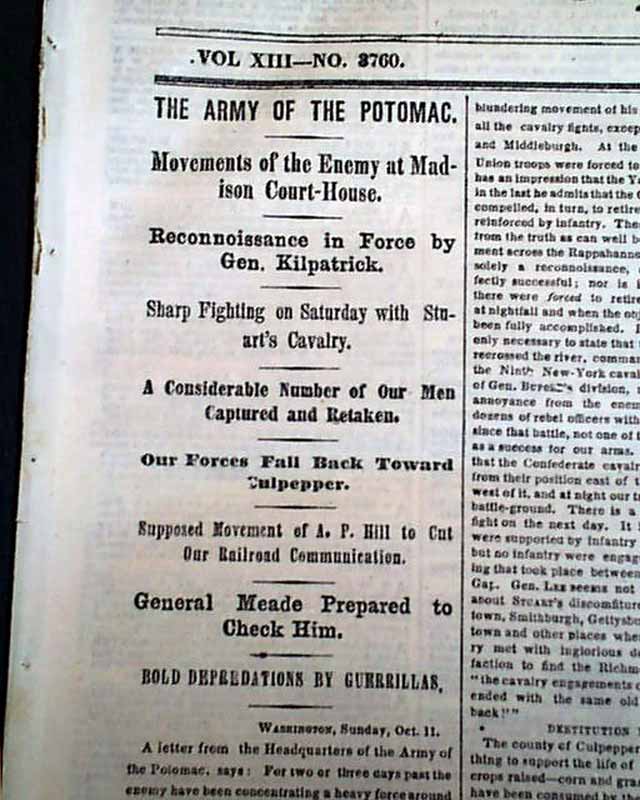 .VOL XIII—NO. 3760.
THE ARMY OF THE POTOMAC.
Movements of the Enemy at Mad-
ison Court-House.
Reconnoissance in Force by
Gen. Kilpatrick.
Sharp Fighting on Saturday with Stu-
art's Cavalry.
A Considerable Number of Our Men
Captured and Retaken.
Our Forces Fall Back Toward
Culpepper.
Supposed Movement of A. P. Hill to Cut
Our Railroad Communication.
General Meade Prepared to
Check Him.
BOLD DEPREDATIONS BY GUERRILLAS,
WASHINGTON, Sunday, Oct. 11.
A letter from the Headquarters of the Army of
the Potomac, says: For two or three days past the
enemy have been concentrating a heavy force around
blundering movement of his
all the cavalry fights, excep
and Middleburgh. At the
Union troops were forced to
has an impression that the
in the last he admits that the
compelled, in turn, to retire
reinforced by infantry. The
from the truth as can well b
ment across the Rappahanno
solely a reconnoissance,
fectly successful; nor is i
there were forced to retir
at nightfall and when the obj
been fully accomplished. I
only necessary to state that
recrossed the river, comman
the Ninth New-York caval
of Gen. BUFORD's division,
annoyance from the enem
dozens of rebel officers with
since that battle, not one of
as a success for our arms.
that the Confederate cavalr
from their position east of
west of it, and at night our t
battle-ground. There is a
fight on the next day. It
were supported by infantry
but no infantry were engag
ing that took place between
Gap. Gen. LEE seems not
about STUART's discomfiture
town, Smithburg, Gettysbu
town and other places wher
ry met with inglorious de
faction to find the Richm
"the cavalry engagements
ended with the same old
back!"
DESTITUTION
The county of Culpepper
thing to support the life of
crops raised—corn and gra
have been consumed by the